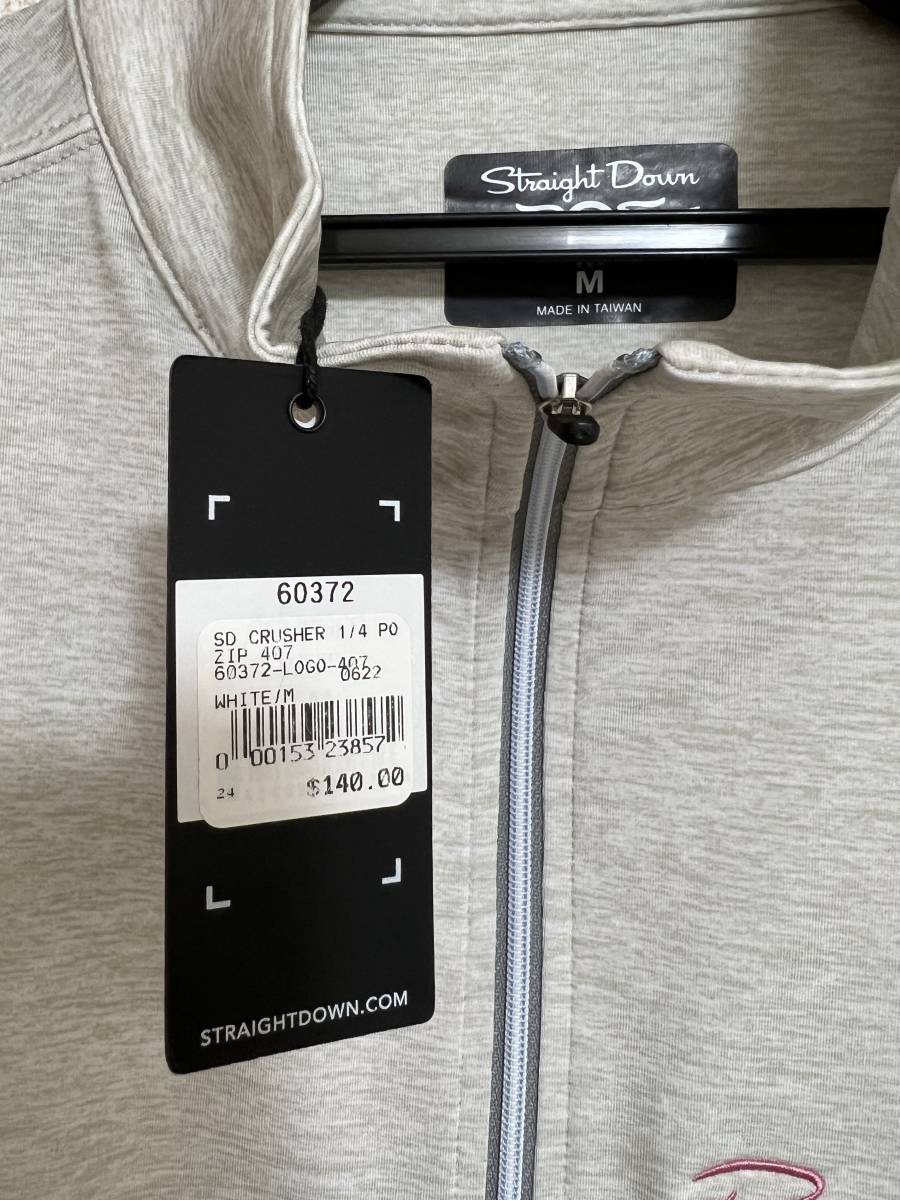 Straight Down
M
MADE IN TAIWAN
60372
SD CRUSHER 1/4 PO
ZIP 407
60372-LOGO-407
0622
WHITE/M
0 00153 23857
24
$140.00
STRAIGHTDOWN.COM